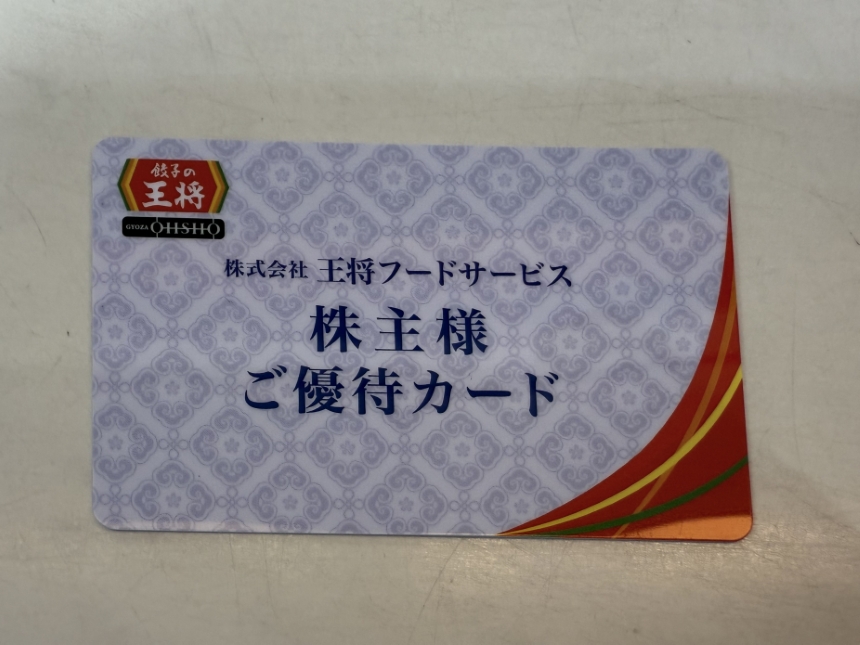 餃子の
王将
GYOZA OHSHO
株式会社 王将フードサービス
株主様
ご優待カード